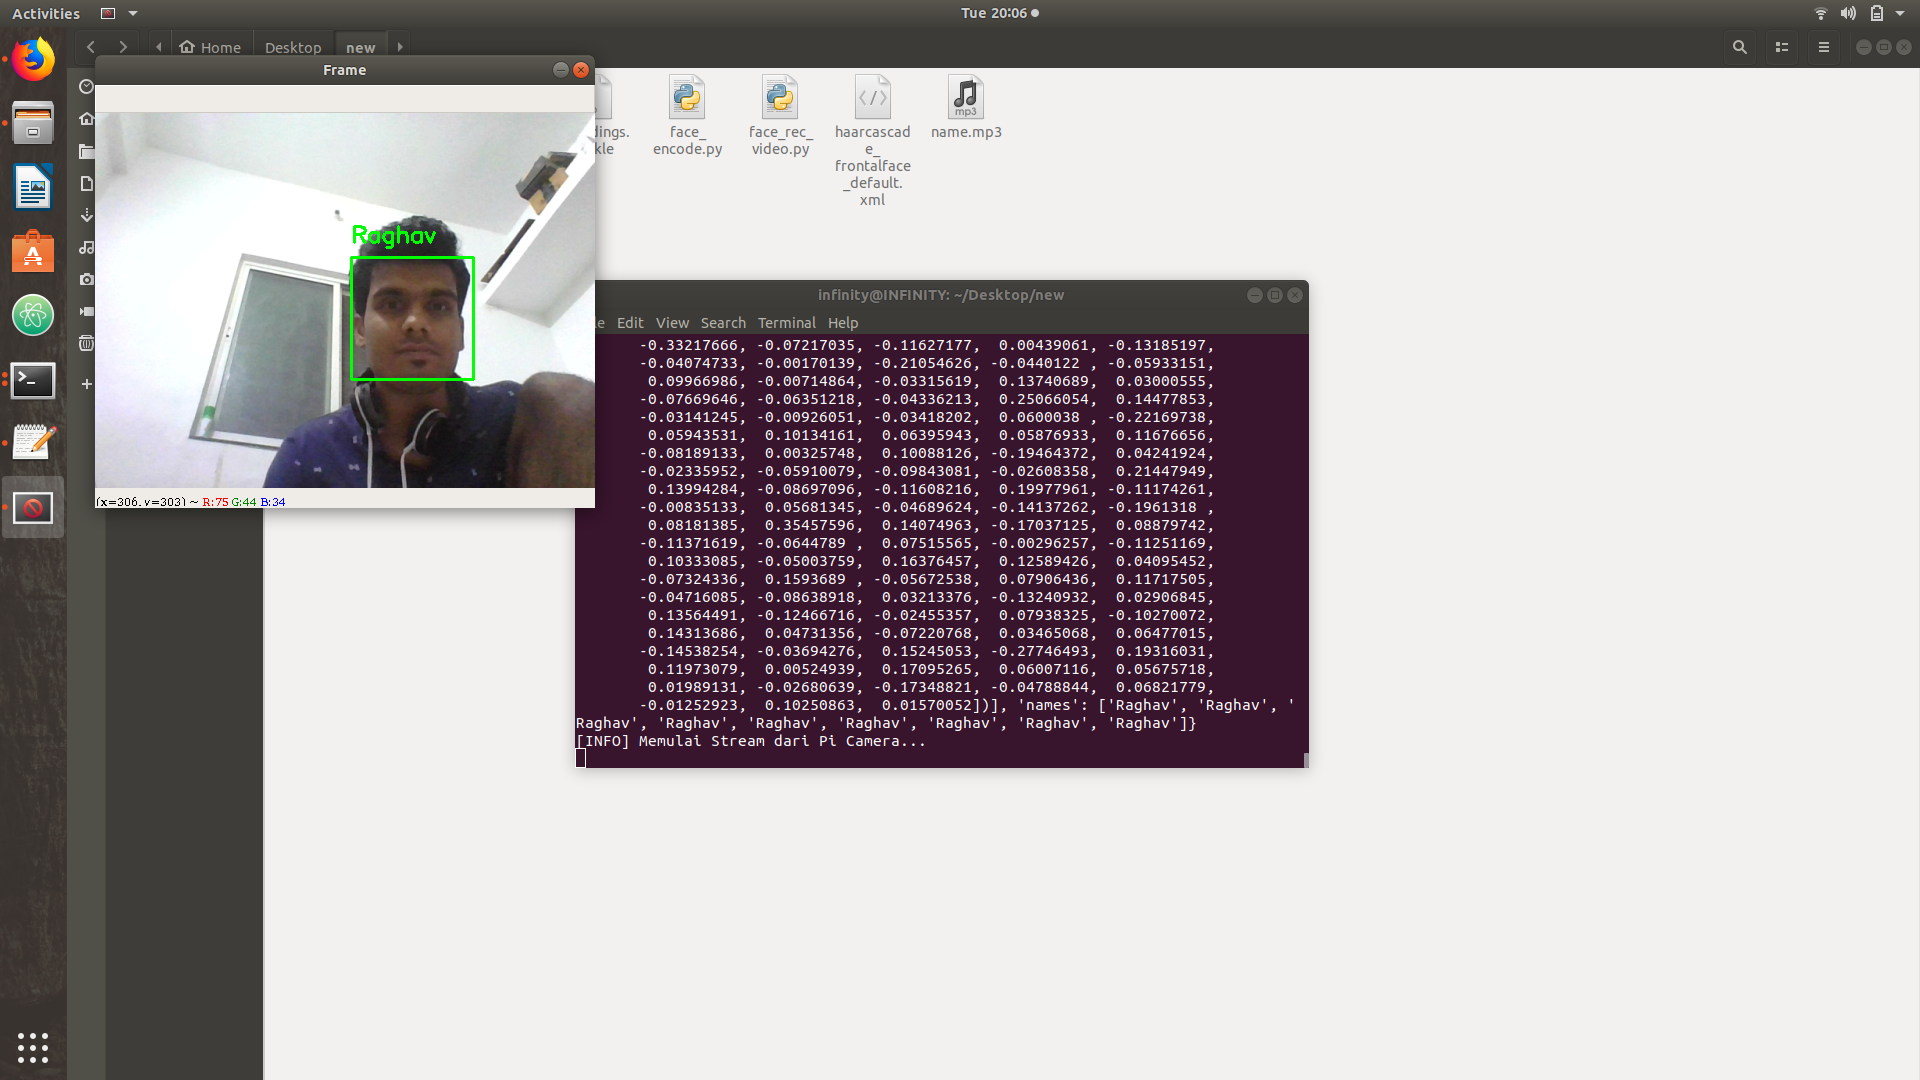 Activities
Tue 20:06
Home
Desktop
new
Frame
Raghav
(x=306, y=303) ~ R:75 G:44 B:34
dings.
kle
face_
encode.py
face_rec_
video.py
haarcascad
e_
frontalface
_default.
xml
mp3
name.mp3
infinity@INFINITY: ~/Desktop/new
le Edit View Search Terminal Help
-0.33217666, -0.07217035, -0.11627177,  0.00439061, -0.13185197,
-0.04074733, -0.00170139, -0.21054626, -0.0440122 , -0.05933151,
0.09966986, -0.00714864, -0.03315619,  0.13740689,  0.03000555,
-0.07669646, -0.06351218, -0.04336213,  0.25066054,  0.14477853,
-0.03141245, -0.00926051, -0.03418202,  0.0600038 , -0.22169738,
0.05943531,  0.10134161,  0.06395943,  0.05876933,  0.11676656,
-0.08189133,  0.00325748,  0.10088126, -0.19464372,  0.04241924,
-0.02335952, -0.05910079, -0.09843081, -0.02608358,  0.21447949,
0.13994284, -0.08697096, -0.11608216,  0.19977961, -0.11174261,
-0.00835133,  0.05681345, -0.04689624, -0.14137262, -0.1961318 ,
0.08181385,  0.35457596,  0.14074963, -0.17037125,  0.08879742,
-0.11371619, -0.0644789 ,  0.07515565, -0.00296257, -0.11251169,
0.10333085, -0.05003759,  0.16376457,  0.12589426,  0.04095452,
-0.07324336,  0.1593689 , -0.05672538,  0.07906436,  0.11717505,
-0.04716085, -0.08638918,  0.03213376, -0.13240932,  0.02906845,
0.13564491, -0.12466716, -0.02455357,  0.07938325, -0.10270072,
0.14313686,  0.04731356, -0.07220768,  0.03465068,  0.06477015,
-0.14538254, -0.03694276,  0.15245053, -0.27746493,  0.19316031,
0.11973079,  0.00524939,  0.17095265,  0.06007116,  0.05675718,
0.01989131, -0.02680639, -0.17348821, -0.04788844,  0.06821779,
-0.01252923,  0.10250863,  0.01570052])], 'names': ['Raghav', 'Raghav', '
Raghav', 'Raghav', 'Raghav', 'Raghav', 'Raghav', 'Raghav', 'Raghav']}
[INFO] Memulai Stream dari Pi Camera...